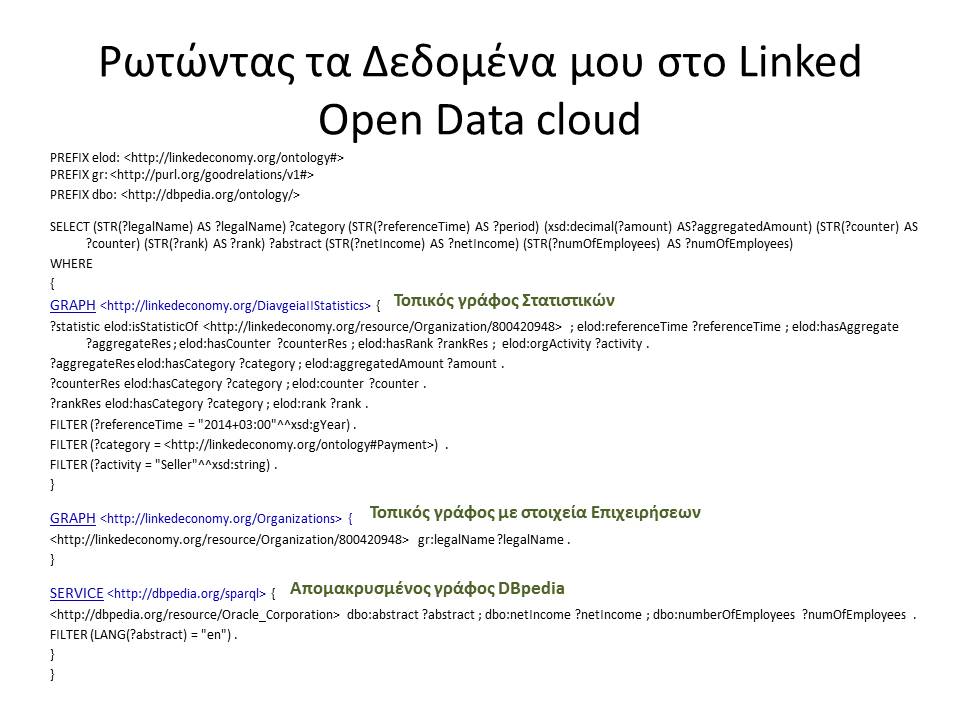 Ρωτώντας τα Δεδομένα μου στο Linked
Open Data cloud
PREFIX elod: <http://linkedeconomy.org/ontology#>
PREFIX gr: <http://purl.org/goodrelations/v1#>
PREFIX dbo: <http://dbpedia.org/ontology/>
SELECT (STR(?legalName) AS ?legalName) ?category (STR(?referenceTime) AS ?period) (xsd:decimal(?amount) AS?aggregatedAmount) (STR(?counter) AS
?counter) (STR(?rank) AS ?rank) ?abstract (STR(?netIncome) AS ?netIncome) (STR(?numOfEmployees) AS ?numOfEmployees)
WHERE
{
GRAPH <http://linkedeconomy.org/DiavgeiaIIStatistics> { Τοπικός γράφος Στατιστικών
?statistic elod:isStatisticOf <http://linkedeconomy.org/resource/Organization/800420948> ; elod:referenceTime ?referenceTime ; elod:hasAggregate
?aggregateRes ; elod:hasCounter ?counterRes ; elod:hasRank ?rankRes ; elod:orgActivity ?activity .
?aggregateRes elod:hasCategory ?category ; elod:aggregatedAmount ?amount .
?counterRes elod:hasCategory ?category ; elod:counter ?counter .
?rankRes elod:hasCategory ?category ; elod:rank ?rank .
FILTER (?referenceTime = "2014+03:00"^^xsd:gYear) .
FILTER (?category = <http://linkedeconomy.org/ontology#Payment>) .
FILTER (?activity = "Seller"^^xsd:string) .
}
GRAPH <http://linkedeconomy.org/Organizations> { Τοπικός γράφος με στοιχεία Επιχειρήσεων
<http://linkedeconomy.org/resource/Organization/800420948> gr:legalName ?legalName .
}
SERVICE <http://dbpedia.org/sparql> { Απομακρυσμένος γράφος DBpedia
<http://dbpedia.org/resource/Oracle_Corporation> dbo:abstract ?abstract ; dbo:netIncome ?netIncome ; dbo:numberOfEmployees ?numOfEmployees .
FILTER (LANG(?abstract) = "en") .
}
}